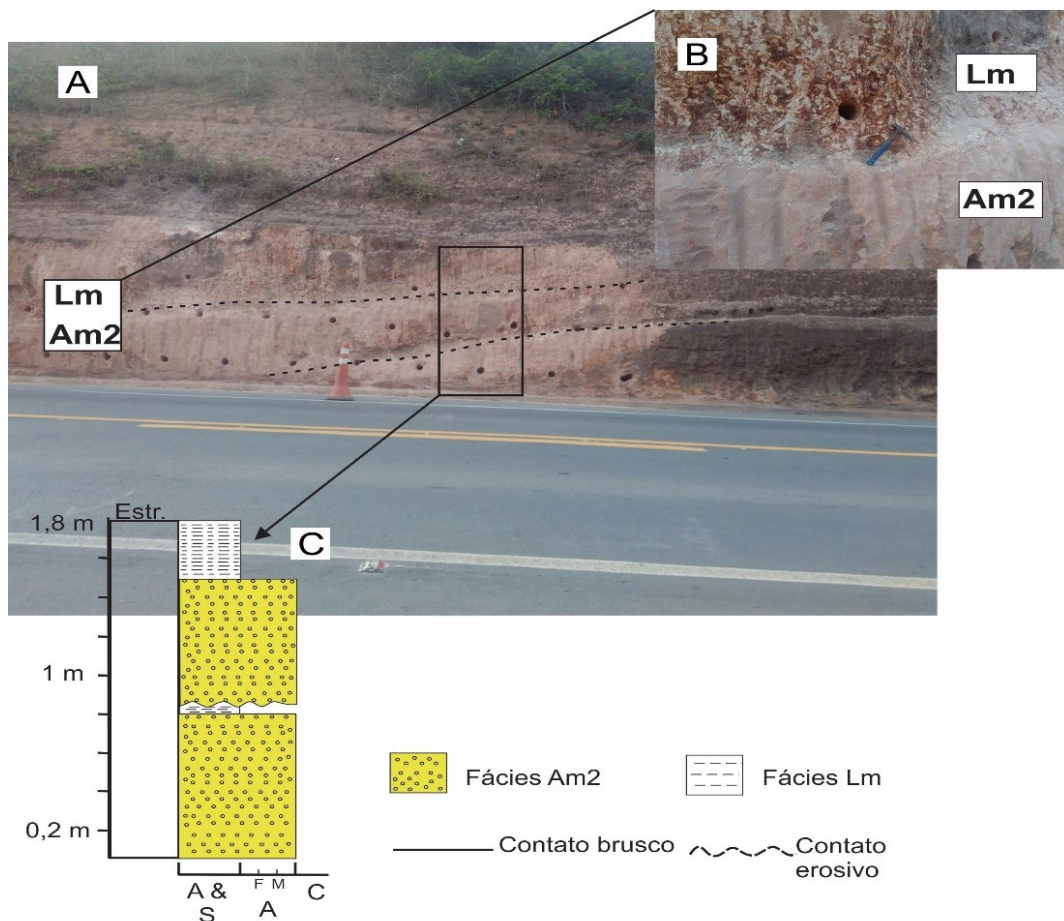 A
B
Lm
Am2
Lm
Am2
Estr.
1,8 m
C
1 m
0,2 m
Fácies Am2
Fácies Lm
Contato brusco
Contato
erosivo
F M
A &
S
A
C